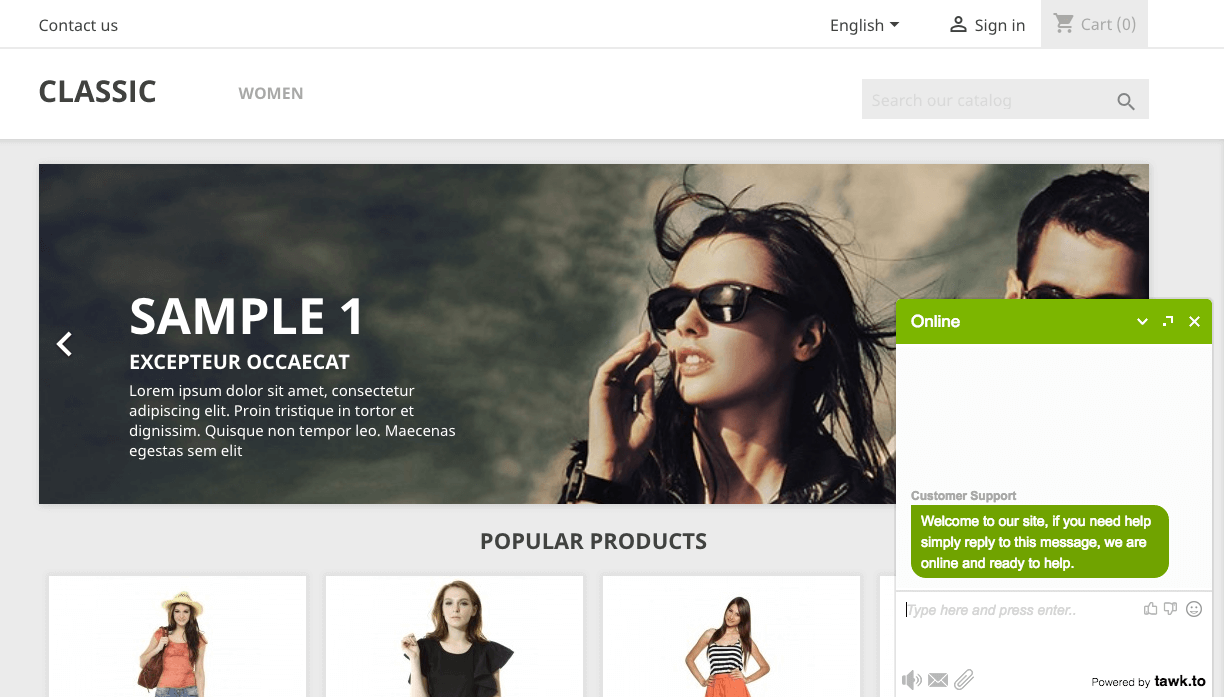 Contact us
English
Sign in
Cart (0)
CLASSIC
WOMEN
Search our catalog
SAMPLE 1
EXCEPTEUR OCCAECAT
Lorem ipsum dolor sit amet, consectetur
adipiscing elit. Proin tristique in tortor et
dignissim. Quisque non tempor leo. Maecenas
egestas sem elit
POPULAR PRODUCTS
Online
Customer Support
Welcome to our site, if you need help
simply reply to this message, we are
online and ready to help.
Type here and press enter..
Powered by tawk.to